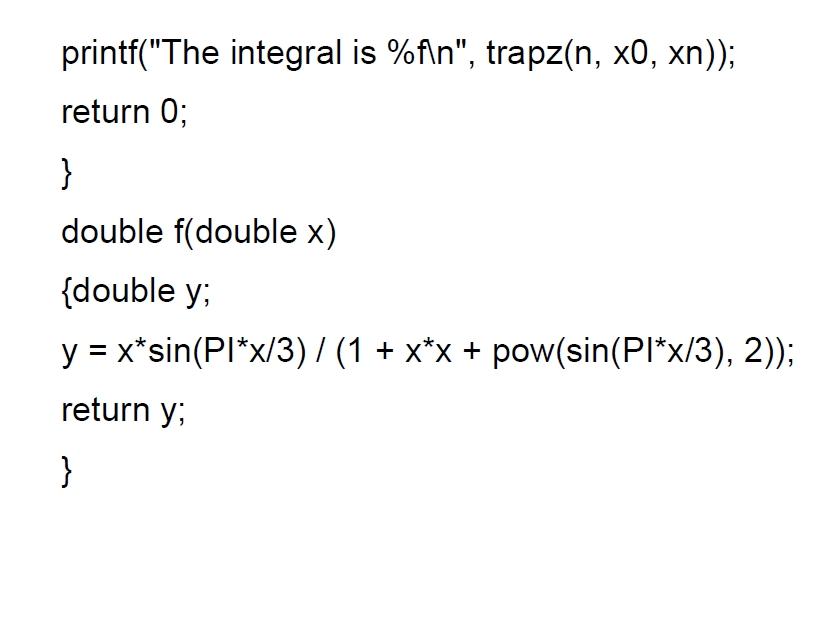 printf("The integral is %f\n", trapz(n, x0, xn));
return 0;
}
double f(double x)
{double y;
y = x*sin(PI*x/3) / (1 + x*x + pow(sin(PI*x/3), 2));
return y;
}